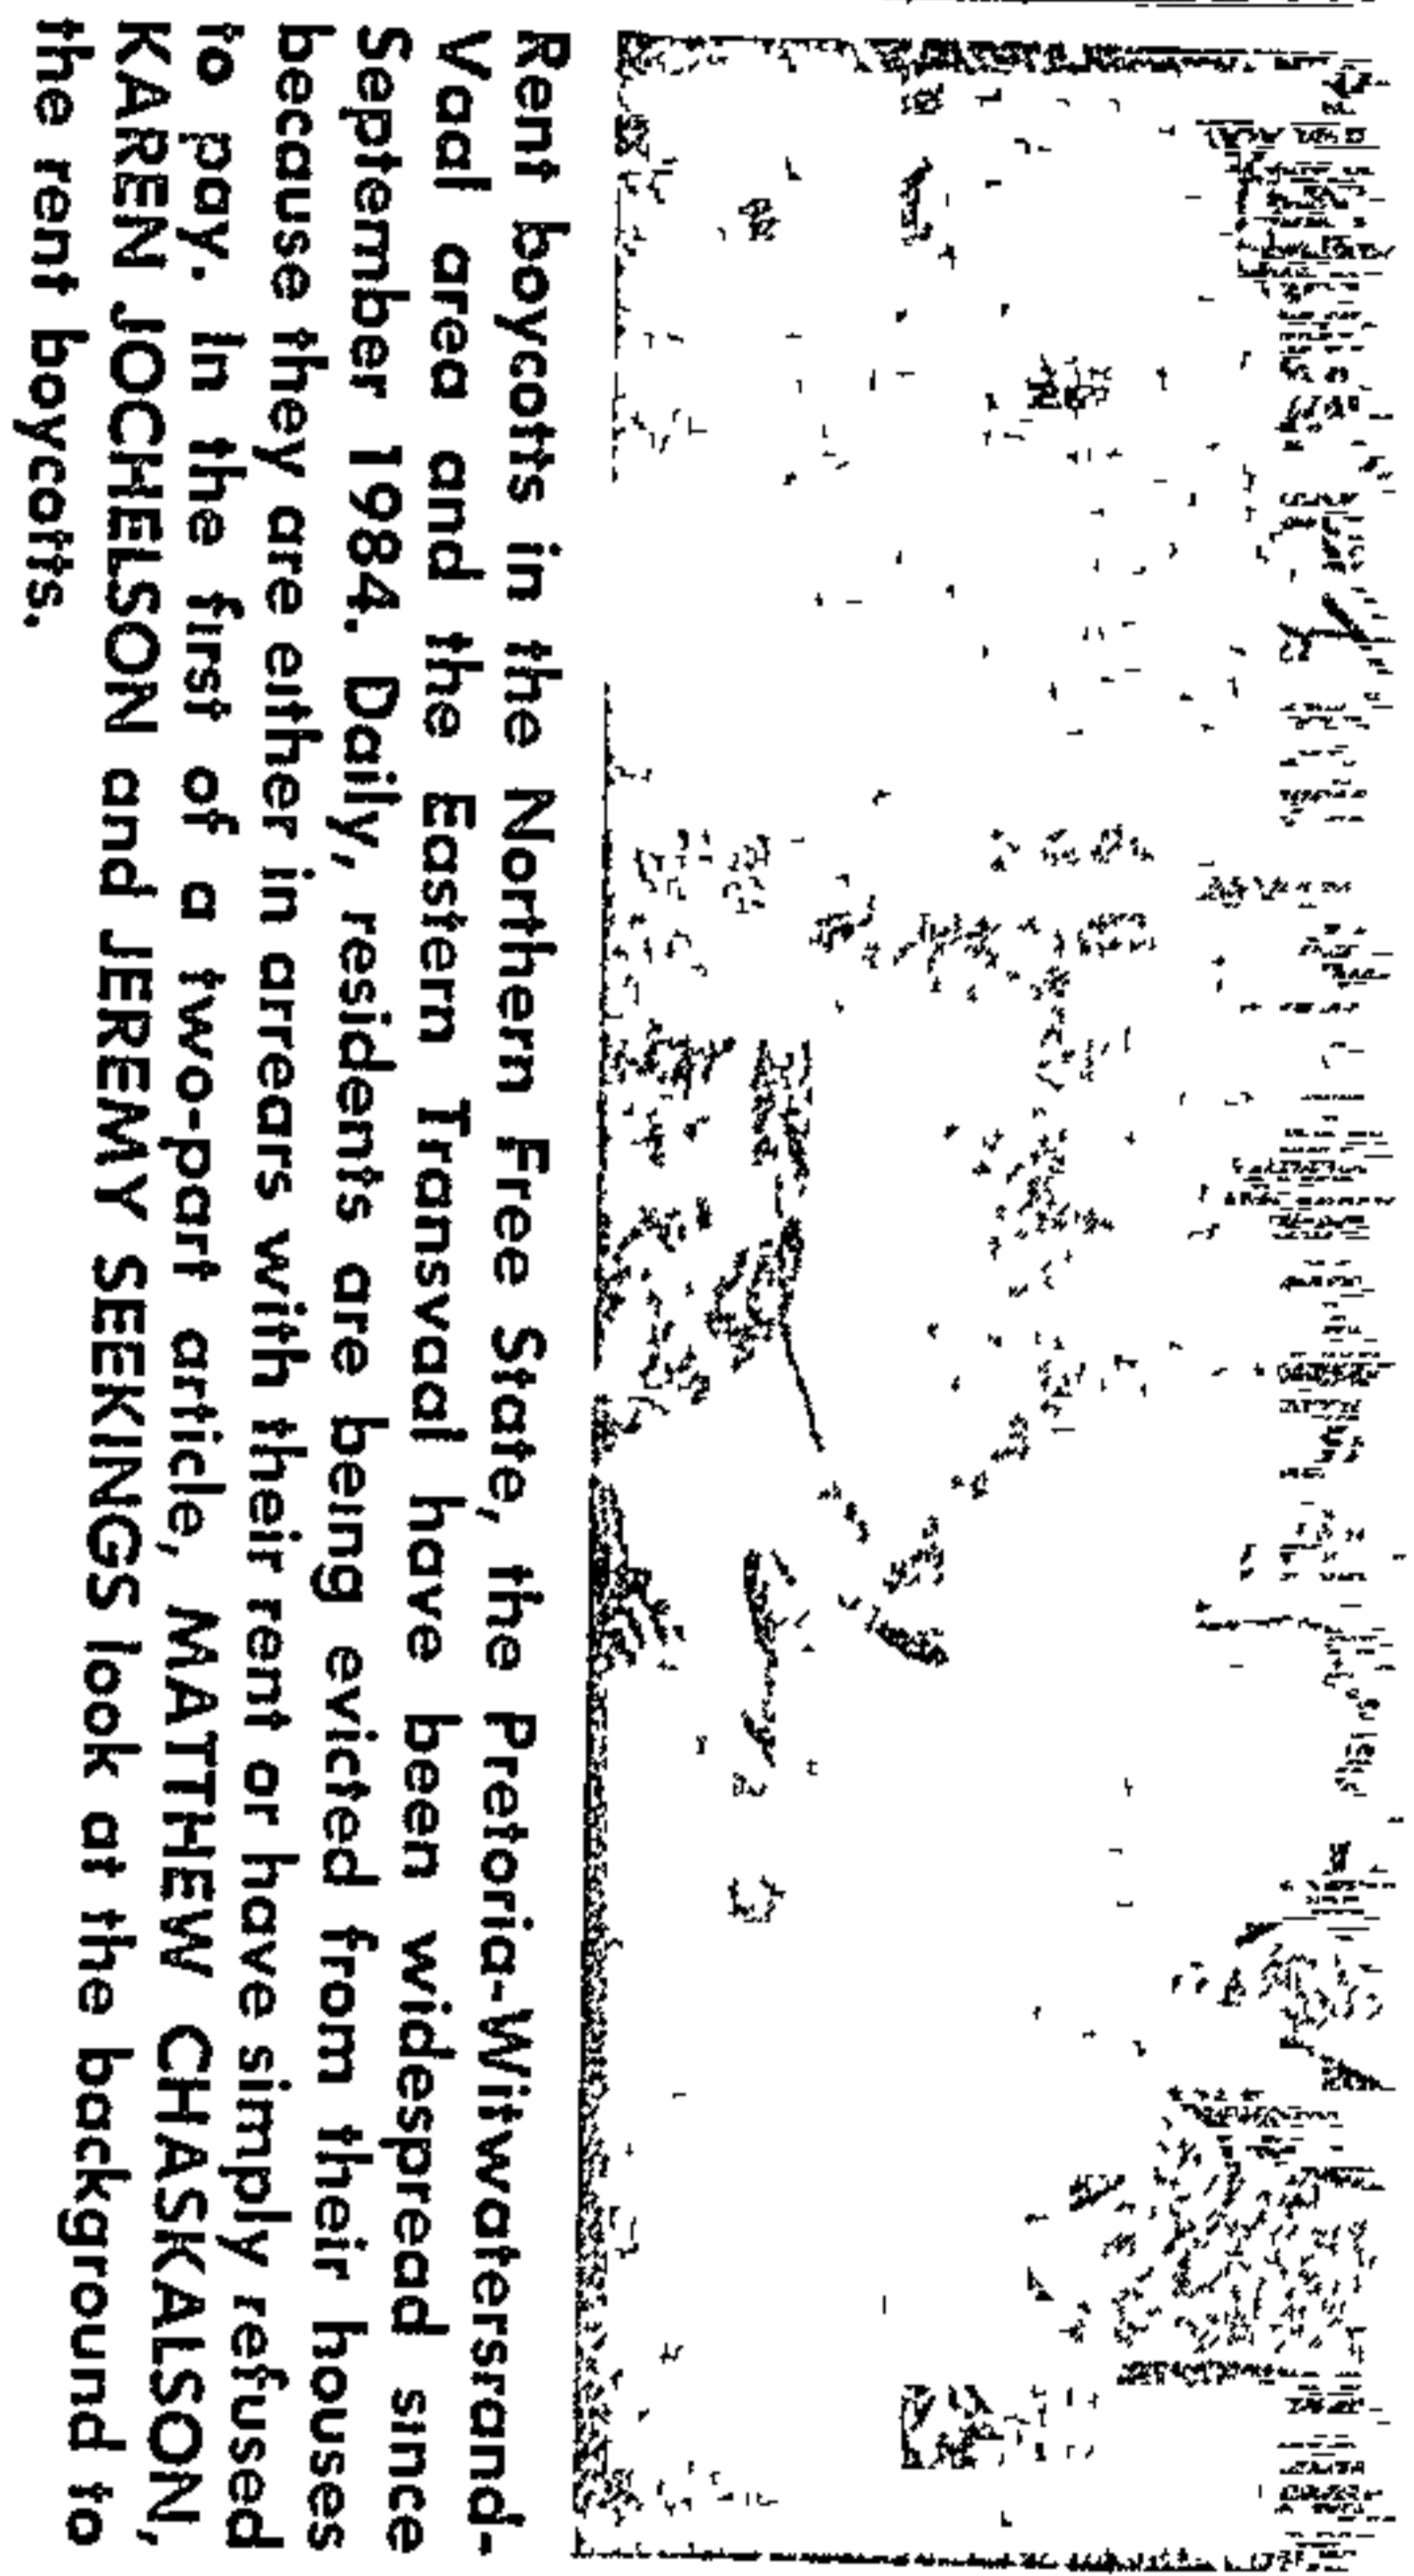 Rent boycotts in the Northern Free State, the Pretoria-Witwatersrand-
Vaal area and the Eastern Transvaal have been widespread since
September 1984. Daily, residents are being evicted from their houses
because they are either in arrears with their rent or have simply refused
to pay. In the first of a two-part article, MATTHEW CHASKALSON,
KAREN JOCHELSON and JEREMY SEEKINGS look at the background to
the rent boycotts.